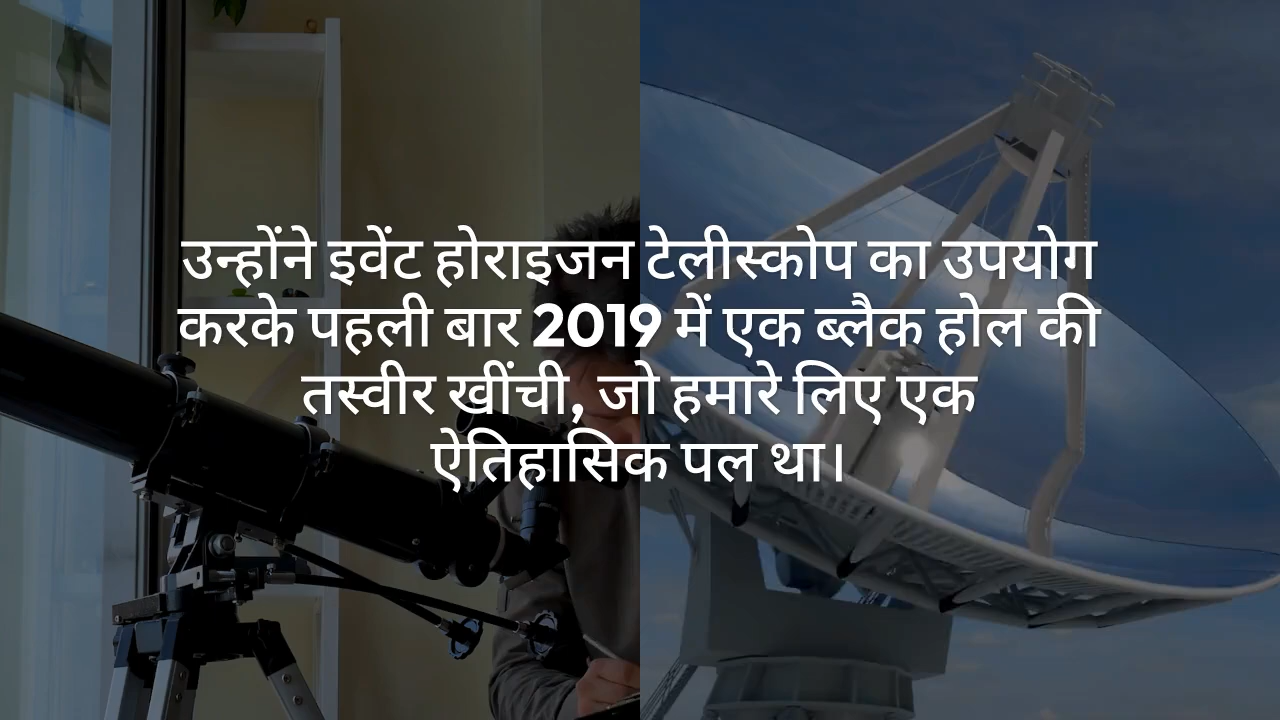 उन्होंने इवेंट होराइजन टेलीस्कोप का उपयोग
करके पहली बार 2019 में एक ब्लैक होल की
तस्वीर खींची, जो हमारे लिए एक
ऐतिहासिक पल था।